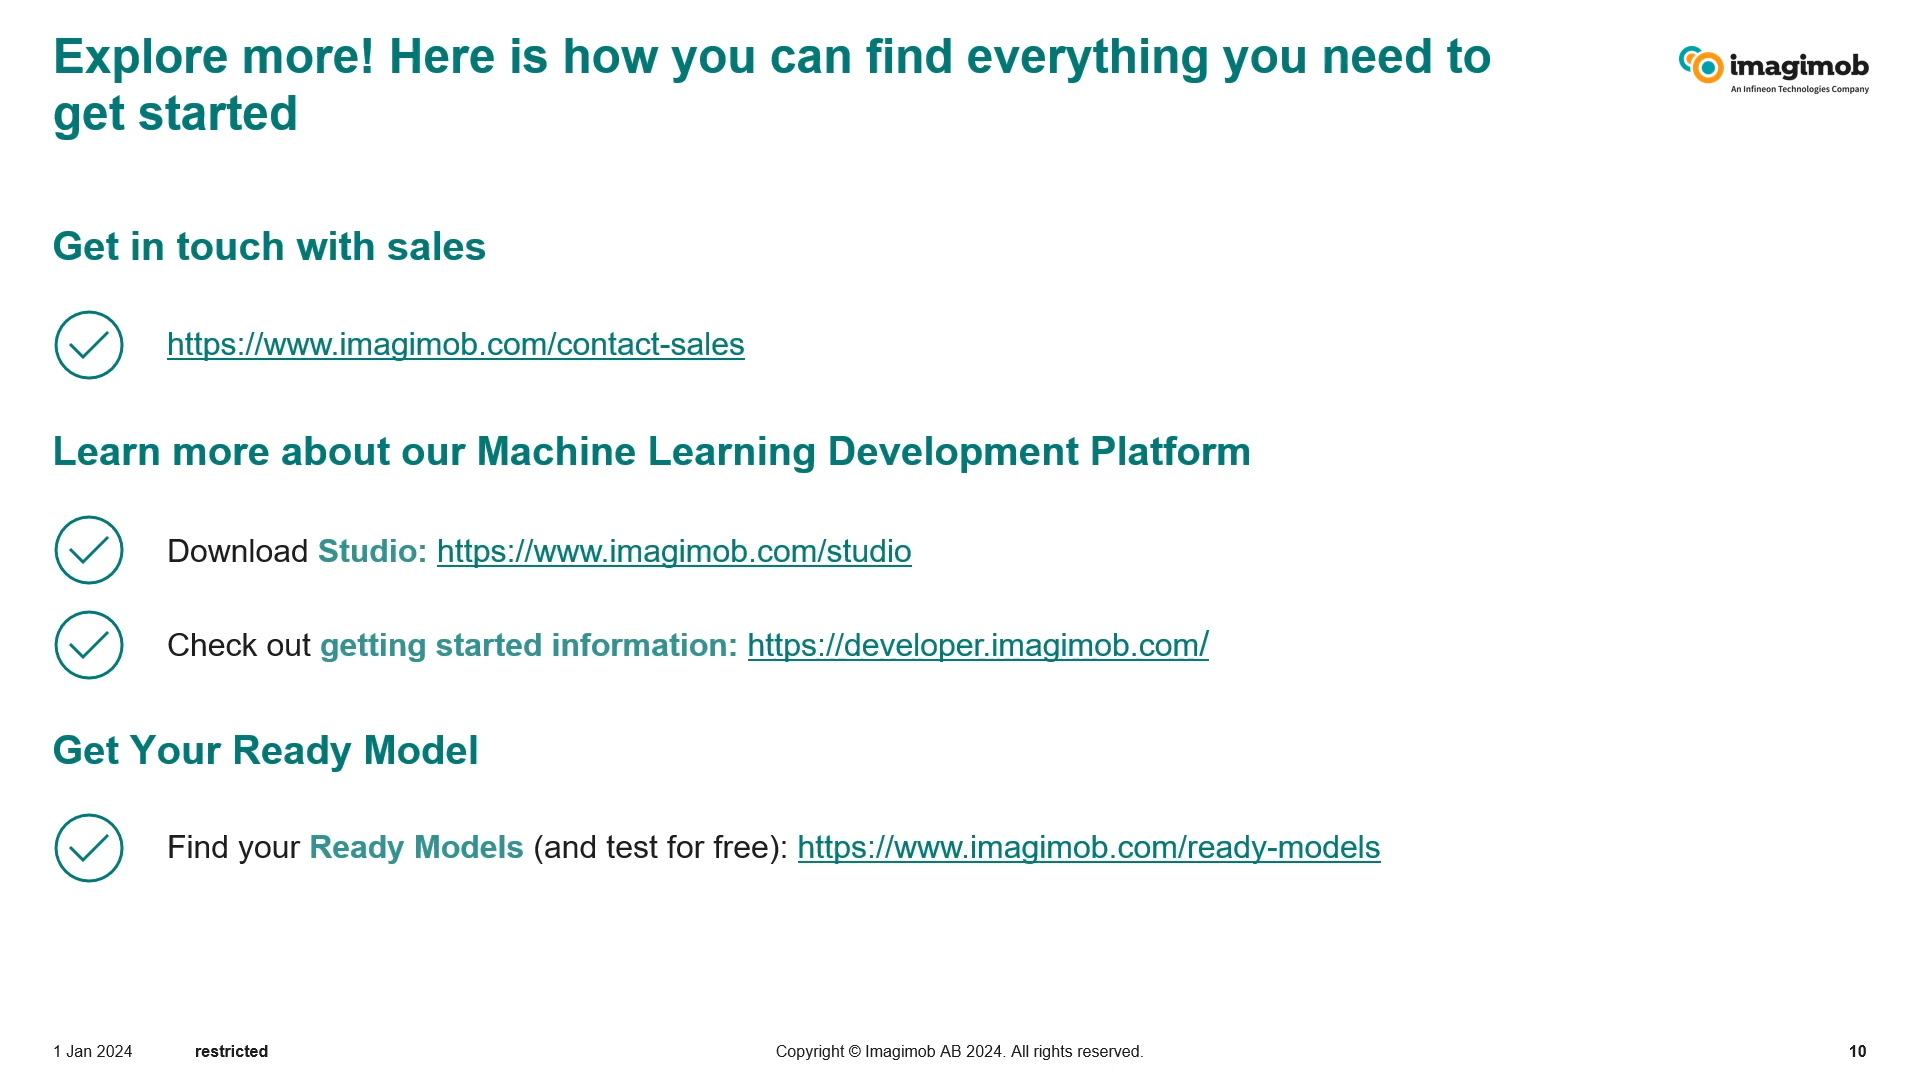 Explore more! Here is how you can find everything you need to
get started
imagimob
An Infineon Technologies Company
Get in touch with sales
https://www.imagimob.com/contact-sales
Learn more about our Machine Learning Development Platform
Download Studio: https://www.imagimob.com/studio
Check out getting started information: https://developer.imagimob.com/
Get Your Ready Model
Find your Ready Models (and test for free): https://www.imagimob.com/ready-models
1 Jan 2024 restricted Copyright © Imagimob AB 2024. All rights reserved. 10